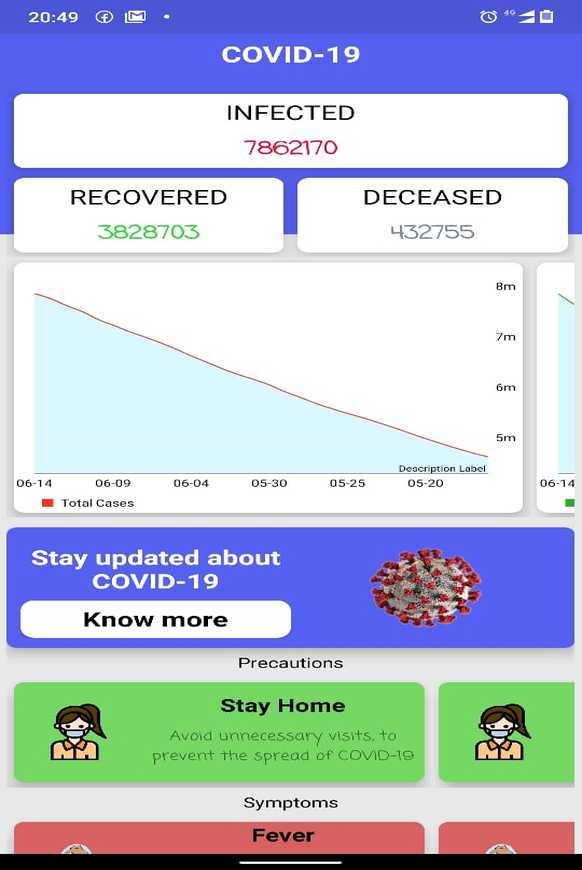 20:49
4G
COVID-19
INFECTED
7862170
RECOVERED
3828703
DECEASED
432755
8m
7m
6m
5m
Description Label
06-14 06-09 06-04 05-30 05-25 05-20
Total Cases
06-14
Stay updated about
COVID-19
Know more
Precautions
Stay Home
Avoid unnecessary visits, to
prevent the spread of COVID-19
Symptoms
Fever